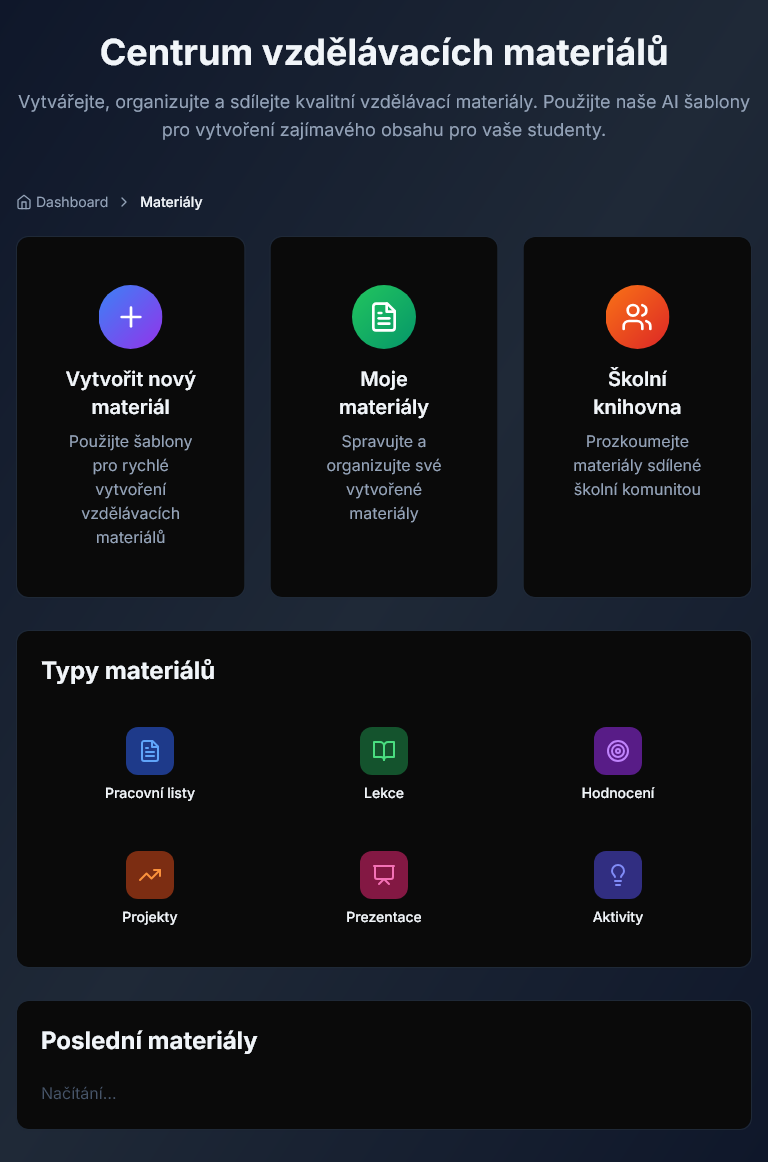 Centrum vzdělávacích materiálů
Vytvářejte, organizujte a sdílejte kvalitní vzdělávací materiály. Použijte naše AI šablony
pro vytvoření zajímavého obsahu pro vaše studenty.
Dashboard > Materiály
Vytvořit nový
materiál
Použijte šablony
pro rychlé
vytvoření
vzdělávacích
materiálů
Moje
materiály
Spravujte a
organizujte své
vytvořené
materiály
Školní
knihovna
Prozkoumejte
materiály sdílené
školní komunitou
Typy materiálů
Pracovní listy
Lekce
Hodnocení
Projekty
Prezentace
Aktivity
Poslední materiály
Načítání...